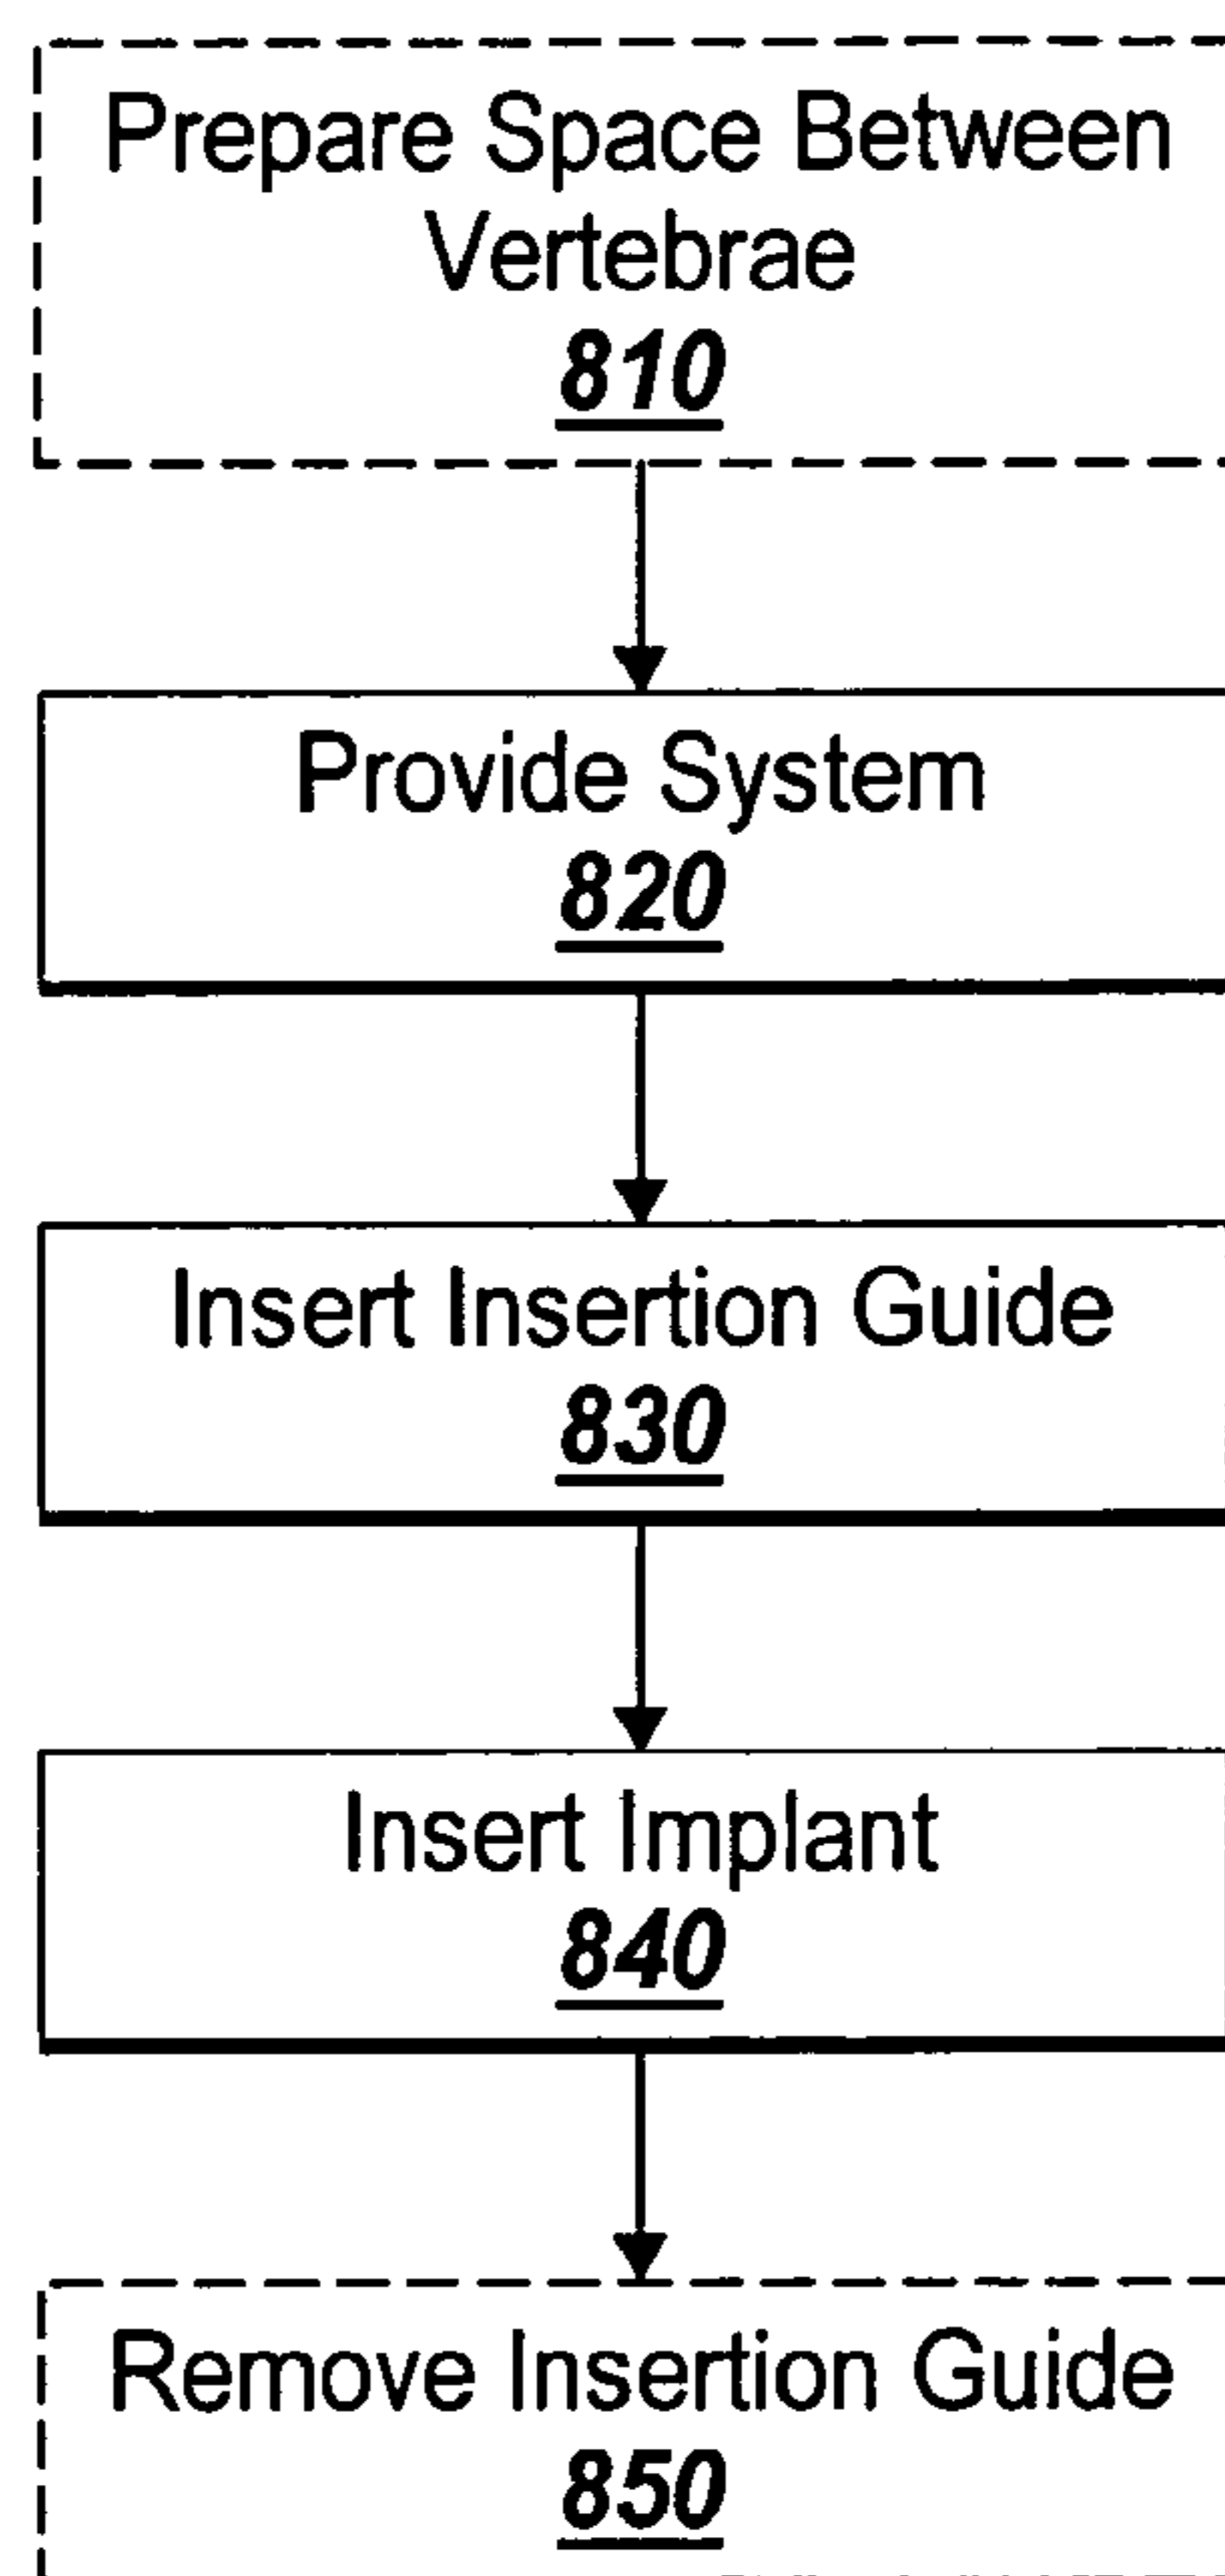 Prepare Space Between
Vertebrae
810
Provide System
820
Insert Insertion Guide
830
Insert Implant
840
Remove Insertion Guide
850